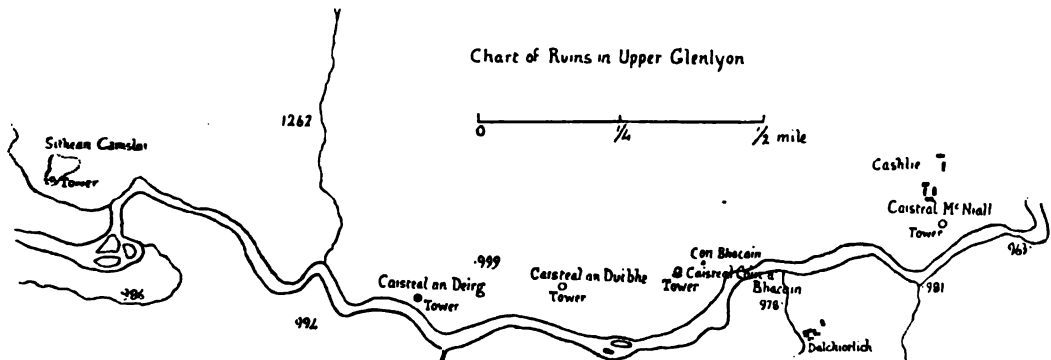 Chart of Ruins in Upper Glenlyon
1262
0 1/4 1/2 mile
Sithean Camslai
Tower
Cashlie
Caistral McNiall
Tower
963
.999
Con Bhacain
Caisteal an Deirg
Tower
Caisteal an Duibhe
Tower
Tower
Caisteal Choin a
Bhacain
981
986
978
994
Dalchiorlich